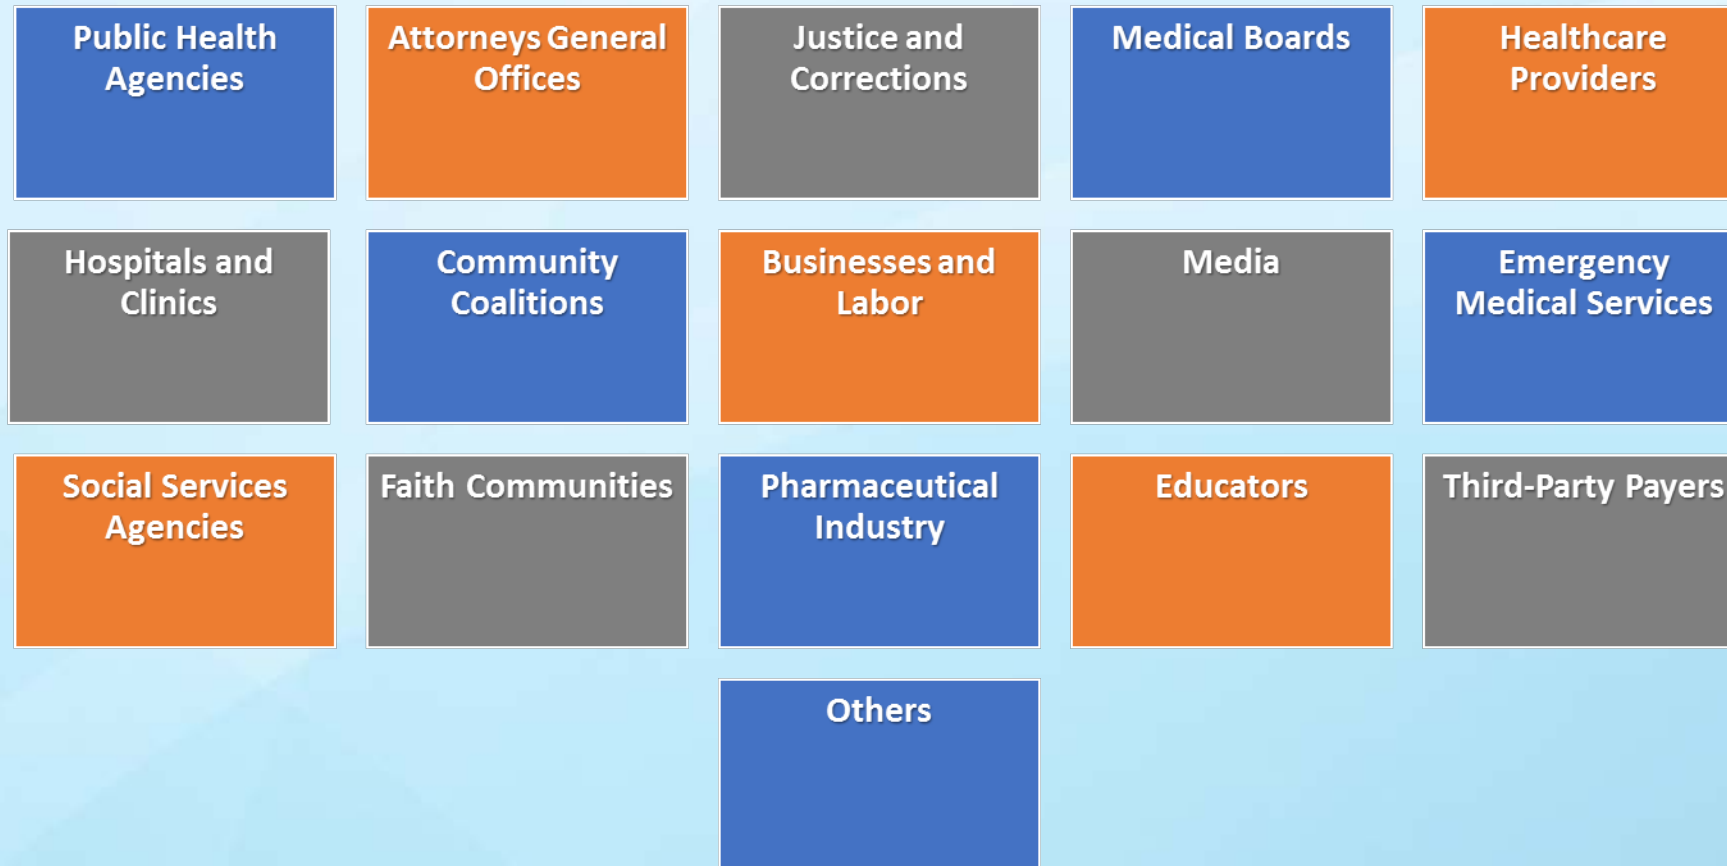 Public Health
Agencies
Attorneys General
Offices
Justice and
Corrections
Medical Boards
Healthcare
Providers
Hospitals and
Clinics
Community
Coalitions
Businesses and
Labor
Media
Emergency
Medical Services
Social Services
Agencies
Faith Communities
Pharmaceutical
Industry
Educators
Third-Party Payers
Others